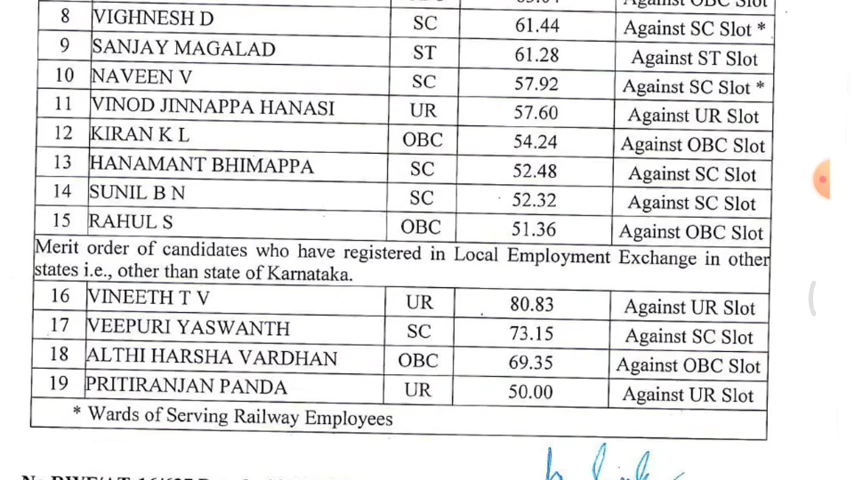 Against OBC Slot
8 VIGHNESH D SC 61.44 Against SC Slot *
9 SANJAY MAGALAD ST 61.28 Against ST Slot
10 NAVEEN V SC 57.92 Against SC Slot *
11 VINOD JINNAPPA HANASI UR 57.60 Against UR Slot
12 KIRAN K L OBC 54.24 Against OBC Slot
13 HANAMANT BHIMAPPA SC 52.48 Against SC Slot
14 SUNIL B N SC 52.32 Against SC Slot
15 RAHUL S OBC 51.36 Against OBC Slot
Merit order of candidates who have registered in Local Employment Exchange in other
states i.e., other than state of Karnataka.
16 VINEETH T V UR 80.83 Against UR Slot
17 VEEPURI YASWANTH SC 73.15 Against SC Slot
18 ALTHI HARSHA VARDHAN OBC 69.35 Against OBC Slot
19 PRITIRANJAN PANDA UR 50.00 Against UR Slot
* Wards of Serving Railway Employees